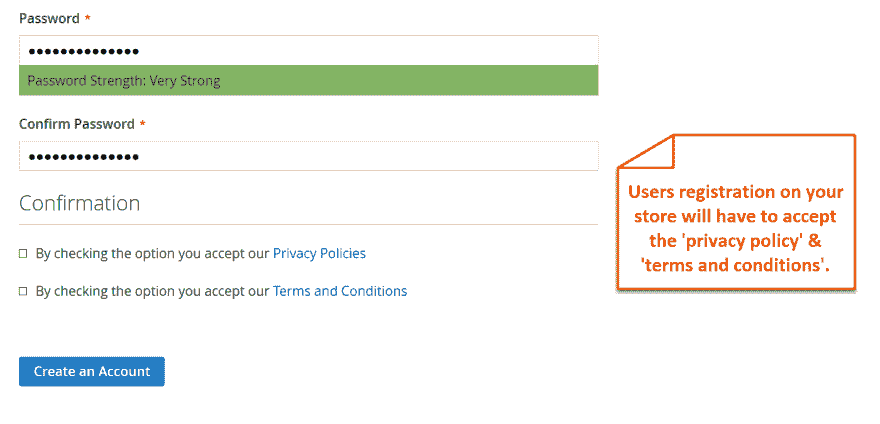 Password *
••••••••••••••
Password Strength: Very Strong
Confirm Password *
••••••••••••••
Confirmation
By checking the option you accept our Privacy Policies
By checking the option you accept our Terms and Conditions
Create an Account
Users registration on your
store will have to accept
the 'privacy policy' &
'terms and conditions'.